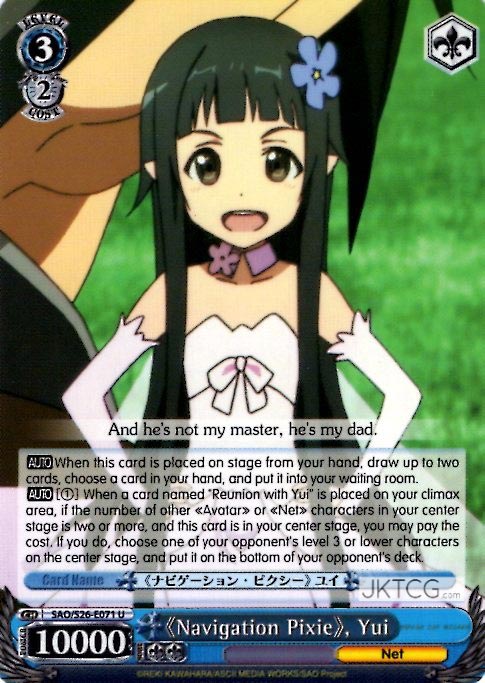 LEVEL
3
2
COST
And he's not my master, he's my dad.
AUTO When this card is placed on stage from your hand, draw up to two
cards, choose a card in your hand, and put it into your waiting room.
AUTO [①] When a card named "Reunion with Yui" is placed on your climax
area, if the number of other «Avatar» or «Net» characters in your center
stage is two or more, and this card is in your center stage, you may pay the
cost. If you do, choose one of your opponent's level 3 or lower characters
on the center stage, and put it on the bottom of your opponent's deck.
Card Name 《ナビゲーション・ピクシー》 ユイ
JKTCG.com
SAO/S26-E071 U
POWER
10000
《Navigation Pixie》, Yui
Net
©REKI KAWAHARA/ASCII MEDIA WORKS/SAO Project